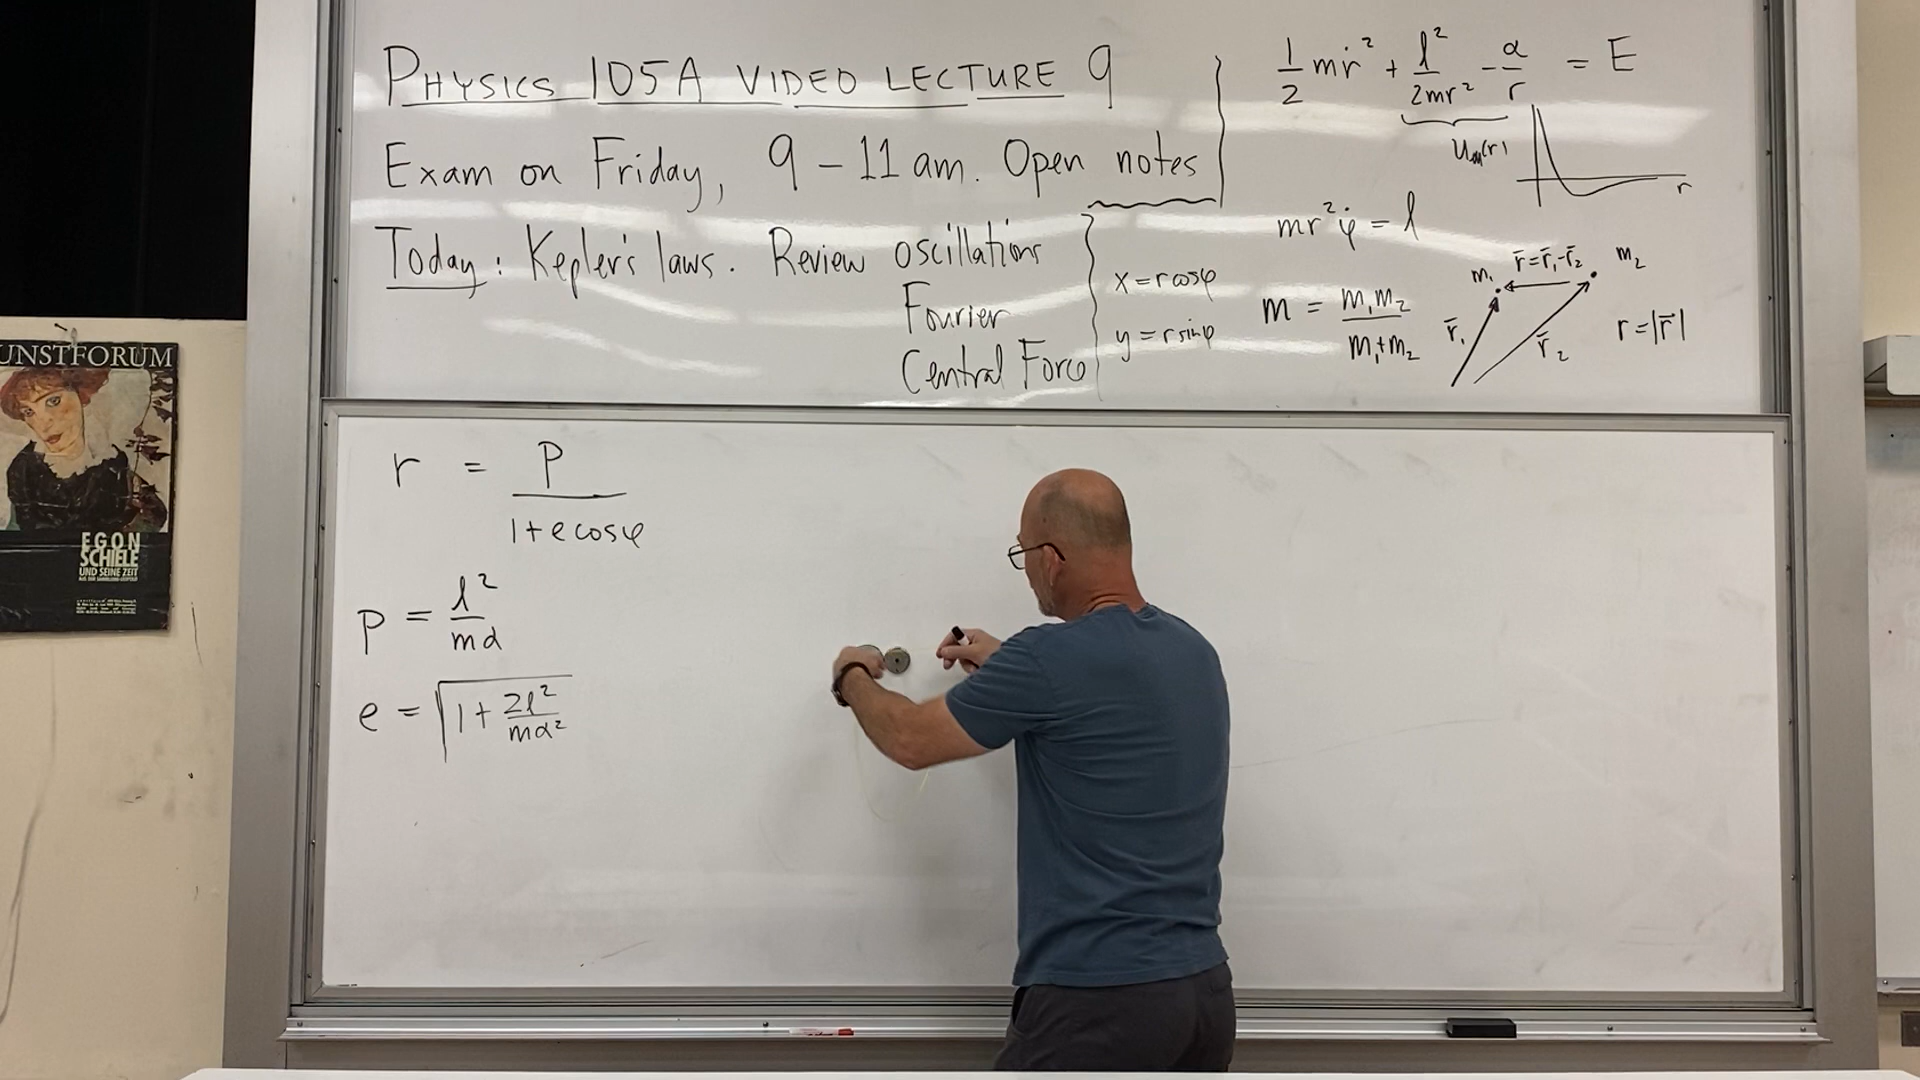 PHYSICS 105A VIDEO LECTURE 9
Exam on Friday, 9 – 11 am. Open notes
Today: Kepler's laws. Review oscillations
Fourier
Central Force
x = r cosφ
y = r sinφ
1/2 mṙ² + l²/2mr² - α/r = E
r
mr²φ̇ = l
m = m₁m₂/m₁+m₂
m₁
r̄=r̄₁-r̄₂
m₂
r̄₁
r̄₂
r=|r̄|
r = P/1+e cosφ
p = l²/mα
e = √1+2l²/mα²
UNSTFORUM
EGON
SCHIELE
UND SEINE ZEIT